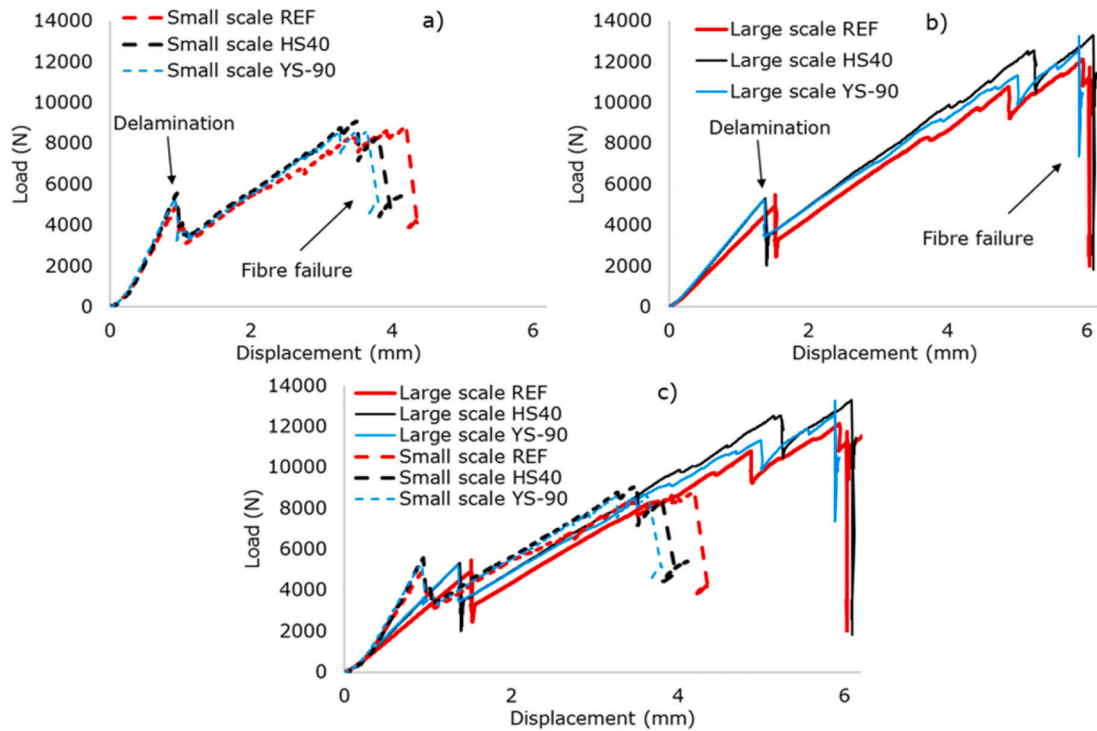 a)
14000
12000
10000
8000
6000
4000
2000
0
Load (N)
Small scale REF
Small scale HS40
Small scale YS-90
Delamination
Fibre failure
0 2 4 6
Displacement (mm)
b)
14000
12000
10000
8000
6000
4000
2000
0
Load (N)
Large scale REF
Large scale HS40
Large scale YS-90
Delamination
Fibre failure
0 2 4 6
Displacement (mm)
c)
14000
12000
10000
8000
6000
4000
2000
0
Load (N)
Large scale REF
Large scale HS40
Large scale YS-90
Small scale REF
Small scale HS40
Small scale YS-90
0 2 4 6
Displacement (mm)